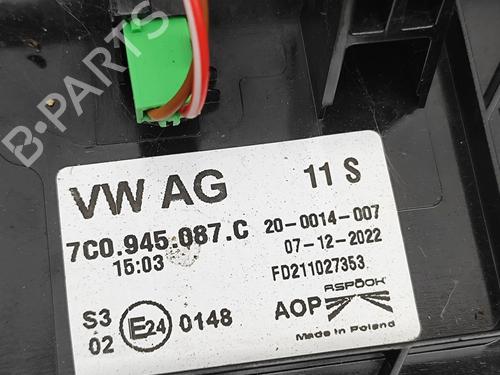 B-PARTS
VW AG 11 S
7C0.945.087.C 20-0014-007
15:03 07-12-2022
FD211027353
S3 E24 0148 AOP ASPÖCK
02 Made in Poland